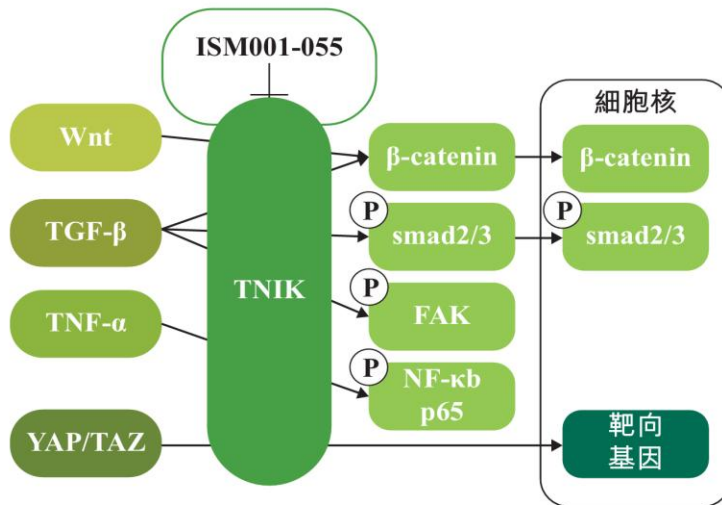 ISM001-055
細胞核
Wnt
β-catenin
β-catenin
P
P
TGF-β
smad2/3
smad2/3
TNIK
P
TNF-α
FAK
P
NF-κb
p65
YAP/TAZ
靶向
基因